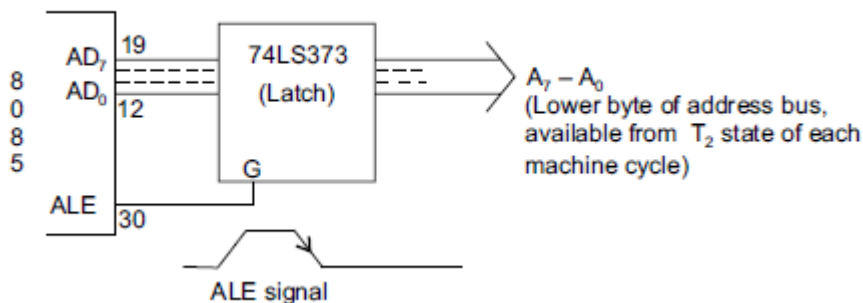 8
0
8
5
AD7
19
AD0
12
ALE
30
74LS373
(Latch)
G
A7 – A0
(Lower byte of address bus,
available from T2 state of each
machine cycle)
ALE signal